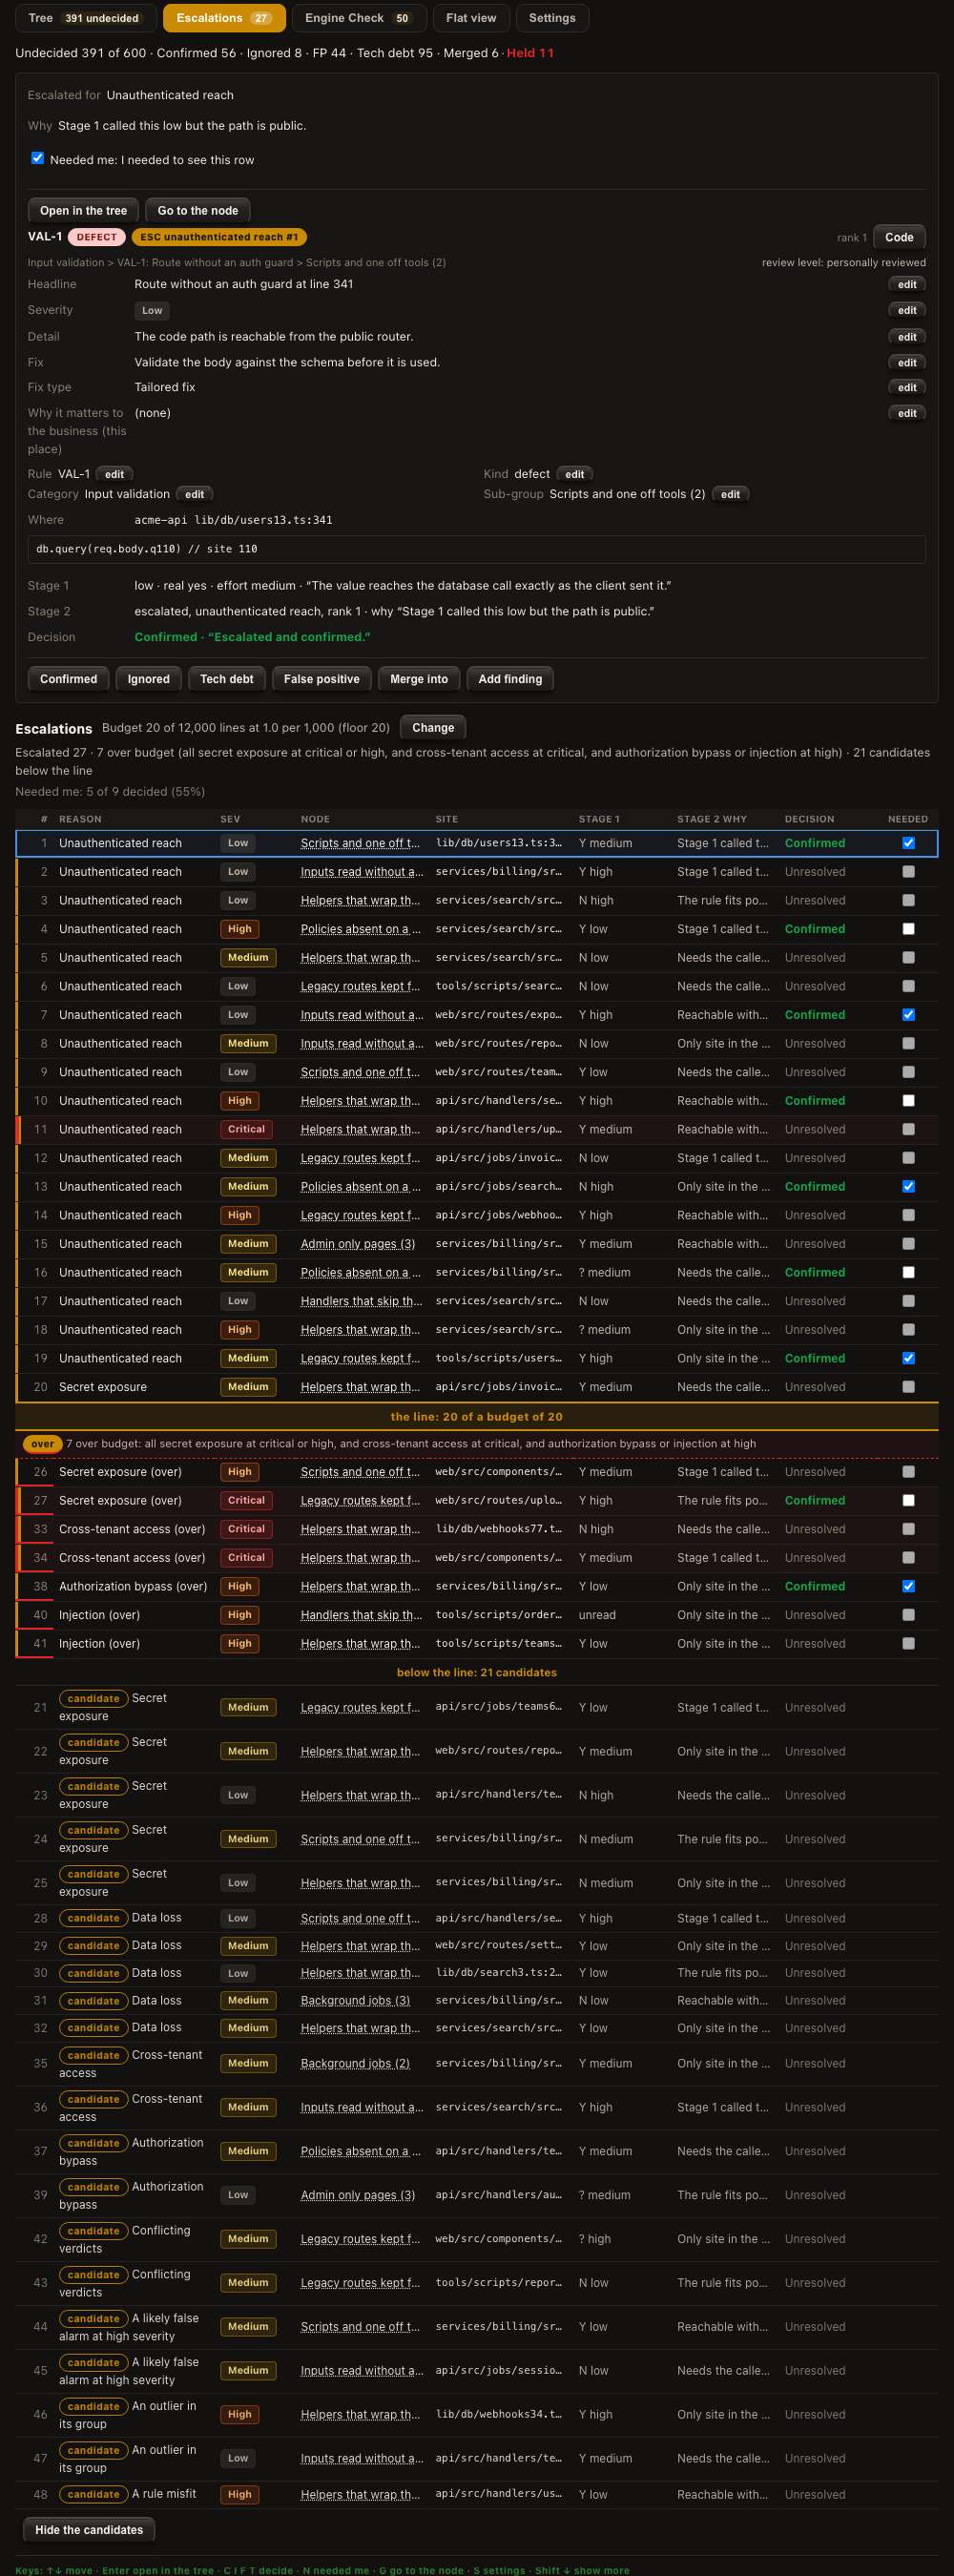 Tree 391 undecided Escalations 27 Engine Check 50 Flat view Settings
Undecided 391 of 600 · Confirmed 56 · Ignored 8 · FP 44 · Tech debt 95 · Merged 6 · Held 11
Escalated for Unauthenticated reach
Why Stage 1 called this low but the path is public.
Needed me: I needed to see this row
Open in the tree Go to the node
VAL-1 DEFECT ESC unauthenticated reach #1 rank 1 Code
Input validation > VAL-1: Route without an auth guard > Scripts and one off tools (2) review level: personally reviewed
Headline Route without an auth guard at line 341 edit
Severity Low edit
Detail The code path is reachable from the public router. edit
Fix Validate the body against the schema before it is used. edit
Fix type Tailored fix edit
Why it matters to the business (this place) (none) edit
Rule VAL-1 edit Kind defect edit
Category Input validation edit Sub-group Scripts and one off tools (2) edit
Where acme-api lib/db/users13.ts:341
db.query(req.body.q110) // site 110
Stage 1 low · real yes · effort medium · “The value reaches the database call exactly as the client sent it.”
Stage 2 escalated, unauthenticated reach, rank 1 · why “Stage 1 called this low but the path is public.”
Decision Confirmed · “Escalated and confirmed.”
Confirmed Ignored Tech debt False positive Merge into Add finding
Escalations Budget 20 of 12,000 lines at 1.0 per 1,000 (floor 20) Change
Escalated 27 · 7 over budget (all secret exposure at critical or high, and cross-tenant access at critical, and authorization bypass or injection at high) · 21 candidates
below the line
Needed me: 5 of 9 decided (55%)
# REASON SEV NODE SITE STAGE 1 STAGE 2 WHY DECISION NEEDED
1 Unauthenticated reach Low Scripts and one off t... lib/db/users13.ts:3... Y medium Stage 1 called t... Confirmed
2 Unauthenticated reach Low Inputs read without a... services/billing/sr... Y high Stage 1 called t... Unresolved
3 Unauthenticated reach Low Helpers that wrap th... services/search/src... N high The rule fits po... Unresolved
4 Unauthenticated reach High Policies absent on a ... services/search/src... Y low Stage 1 called t... Confirmed
5 Unauthenticated reach Medium Helpers that wrap th... services/search/src... N low Needs the calle... Unresolved
6 Unauthenticated reach Low Legacy routes kept f... tools/scripts/searc... N low Needs the calle... Unresolved
7 Unauthenticated reach Low Inputs read without a... web/src/routes/expo... Y high Reachable with... Confirmed
8 Unauthenticated reach Medium Inputs read without a... web/src/routes/repo... N low Only site in the ... Unresolved
9 Unauthenticated reach Low Scripts and one off t... web/src/routes/team... Y low Needs the calle... Unresolved
10 Unauthenticated reach High Helpers that wrap th... api/src/handlers/se... Y high Reachable with... Confirmed
11 Unauthenticated reach Critical Helpers that wrap th... api/src/handlers/up... Y medium Reachable with... Unresolved
12 Unauthenticated reach Medium Legacy routes kept f... api/src/jobs/invoic... N low Stage 1 called t... Unresolved
13 Unauthenticated reach Medium Policies absent on a ... api/src/jobs/search... N high Only site in the ... Confirmed
14 Unauthenticated reach High Legacy routes kept f... api/src/jobs/webhoo... Y high Reachable with... Unresolved
15 Unauthenticated reach Medium Admin only pages (3) services/billing/sr... Y medium Reachable with... Unresolved
16 Unauthenticated reach Medium Policies absent on a ... services/billing/sr... ? medium Needs the calle... Confirmed
17 Unauthenticated reach Low Handlers that skip th... services/search/src... N low Needs the calle... Unresolved
18 Unauthenticated reach High Helpers that wrap th... services/search/src... ? medium Only site in the ... Unresolved
19 Unauthenticated reach Medium Legacy routes kept f... tools/scripts/users... Y high Only site in the ... Confirmed
20 Secret exposure Medium Helpers that wrap th... api/src/jobs/invoic... Y medium Needs the calle... Unresolved
the line: 20 of a budget of 20
over 7 over budget: all secret exposure at critical or high, and cross-tenant access at critical, and authorization bypass or injection at high
26 Secret exposure (over) High Scripts and one off t... web/src/components/... Y medium Stage 1 called t... Unresolved
27 Secret exposure (over) Critical Legacy routes kept f... web/src/routes/uplo... Y high The rule fits po... Confirmed
33 Cross-tenant access (over) Critical Helpers that wrap th... lib/db/webhooks77.t... N high Needs the calle... Unresolved
34 Cross-tenant access (over) Critical Helpers that wrap th... web/src/components/... Y medium Stage 1 called t... Unresolved
38 Authorization bypass (over) High Helpers that wrap th... services/billing/sr... Y low Only site in the ... Confirmed
40 Injection (over) High Handlers that skip th... tools/scripts/order... unread Only site in the ... Unresolved
41 Injection (over) High Helpers that wrap th... tools/scripts/teams... Y low Only site in the ... Unresolved
below the line: 21 candidates
21 candidate Secret exposure Medium Legacy routes kept f... api/src/jobs/teams6... Y low Stage 1 called t... Unresolved
22 candidate Secret exposure Medium Helpers that wrap th... web/src/routes/repo... Y medium Only site in the ... Unresolved
23 candidate Secret exposure Low Helpers that wrap th... api/src/handlers/te... N high Needs the calle... Unresolved
24 candidate Secret exposure Medium Scripts and one off t... services/billing/sr... N medium The rule fits po... Unresolved
25 candidate Secret exposure Low Helpers that wrap th... services/billing/sr... N medium Only site in the ... Unresolved
28 candidate Data loss Low Scripts and one off t... api/src/handlers/se... Y high Stage 1 called t... Unresolved
29 candidate Data loss Medium Helpers that wrap th... web/src/routes/sett... Y low Only site in the ... Unresolved
30 candidate Data loss Low Helpers that wrap th... lib/db/search3.ts:2... Y low The rule fits po... Unresolved
31 candidate Data loss Medium Background jobs (3) services/billing/sr... N low Reachable with... Unresolved
32 candidate Data loss Medium Helpers that wrap th... services/search/src... Y low Only site in the ... Unresolved
35 candidate Cross-tenant access Medium Background jobs (2) services/billing/sr... Y medium Only site in the ... Unresolved
36 candidate Cross-tenant access Medium Inputs read without a... services/search/src... Y high Stage 1 called t... Unresolved
37 candidate Authorization bypass Medium Policies absent on a ... api/src/handlers/te... Y medium Needs the calle... Unresolved
39 candidate Authorization bypass Low Admin only pages (3) api/src/handlers/au... ? medium The rule fits po... Unresolved
42 candidate Conflicting verdicts Medium Legacy routes kept f... web/src/components/... ? high Only site in the ... Unresolved
43 candidate Conflicting verdicts Medium Legacy routes kept f... tools/scripts/repor... N low The rule fits po... Unresolved
44 candidate A likely false alarm at high severity Medium Scripts and one off t... services/billing/sr... Y low Reachable with... Unresolved
45 candidate A likely false alarm at high severity Medium Inputs read without a... api/src/jobs/sessio... N low Needs the calle... Unresolved
46 candidate An outlier in its group High Helpers that wrap th... lib/db/webhooks34.t... Y high Only site in the ... Unresolved
47 candidate An outlier in its group Low Inputs read without a... api/src/handlers/te... Y medium Needs the calle... Unresolved
48 candidate A rule misfit High Helpers that wrap th... api/src/handlers/us... Y low Reachable with... Unresolved
Hide the candidates
Keys: ↑↓ move · Enter open in the tree · C I F T decide · N needed me · G go to the node · S settings · Shift ↓ show more